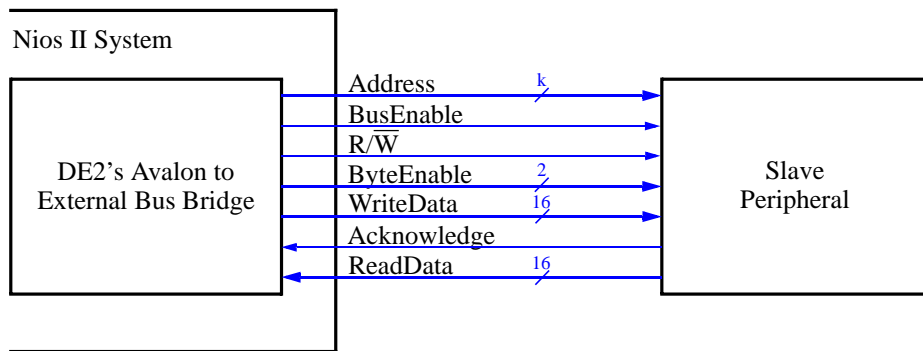 Nios II System
Address k
BusEnable
R/W̅
DE2's Avalon to
External Bus Bridge
ByteEnable 2
WriteData 16
Acknowledge
ReadData 16
Slave
Peripheral